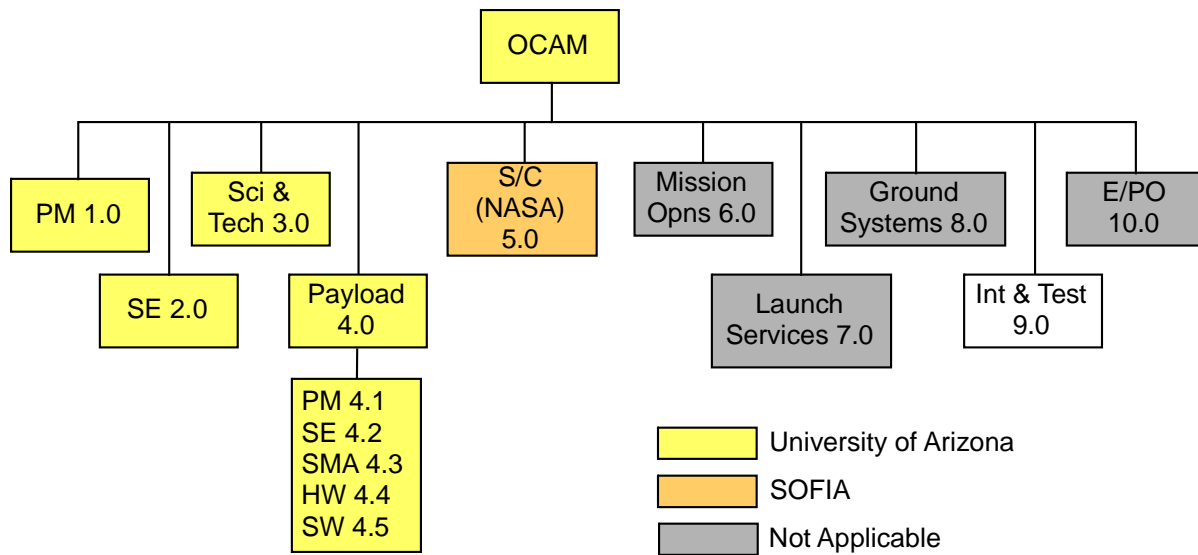 OCAM
PM 1.0
SE 2.0
Sci &
Tech 3.0
Payload
4.0
PM 4.1
SE 4.2
SMA 4.3
HW 4.4
SW 4.5
S/C
(NASA)
5.0
Mission
Opns 6.0
Launch
Services 7.0
Ground
Systems 8.0
Int & Test
9.0
E/PO
10.0
University of Arizona
SOFIA
Not Applicable